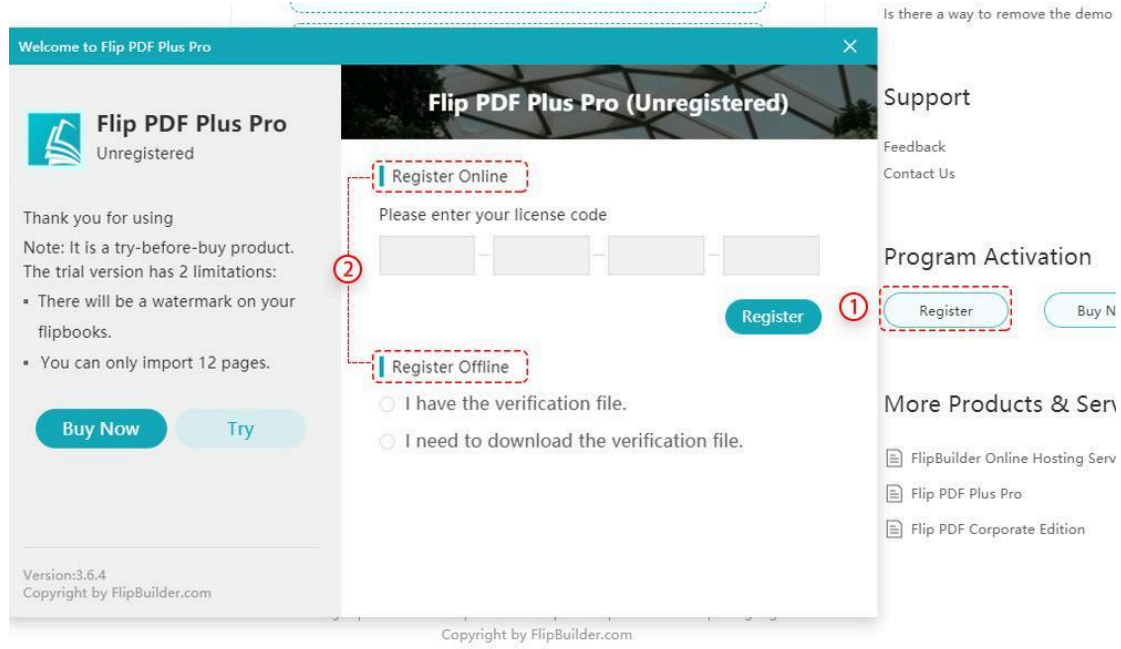 Is there a way to remove the demo
Welcome to Flip PDF Plus Pro
Flip PDF Plus Pro
Unregistered
Thank you for using
Note: It is a try-before-buy product.
The trial version has 2 limitations:
▪ There will be a watermark on your
flipbooks.
▪ You can only import 12 pages.
Buy Now
Try
Version:3.6.4
Copyright by FlipBuilder.com
Flip PDF Plus Pro (Unregistered)
Register Online
Please enter your license code
2
Register
Register Offline
I have the verification file.
I need to download the verification file.
Support
Feedback
Contact Us
Program Activation
1
Register
Buy N
More Products & Serv
FlipBuilder Online Hosting Serv
Flip PDF Plus Pro
Flip PDF Corporate Edition
Copyright by FlipBuilder.com